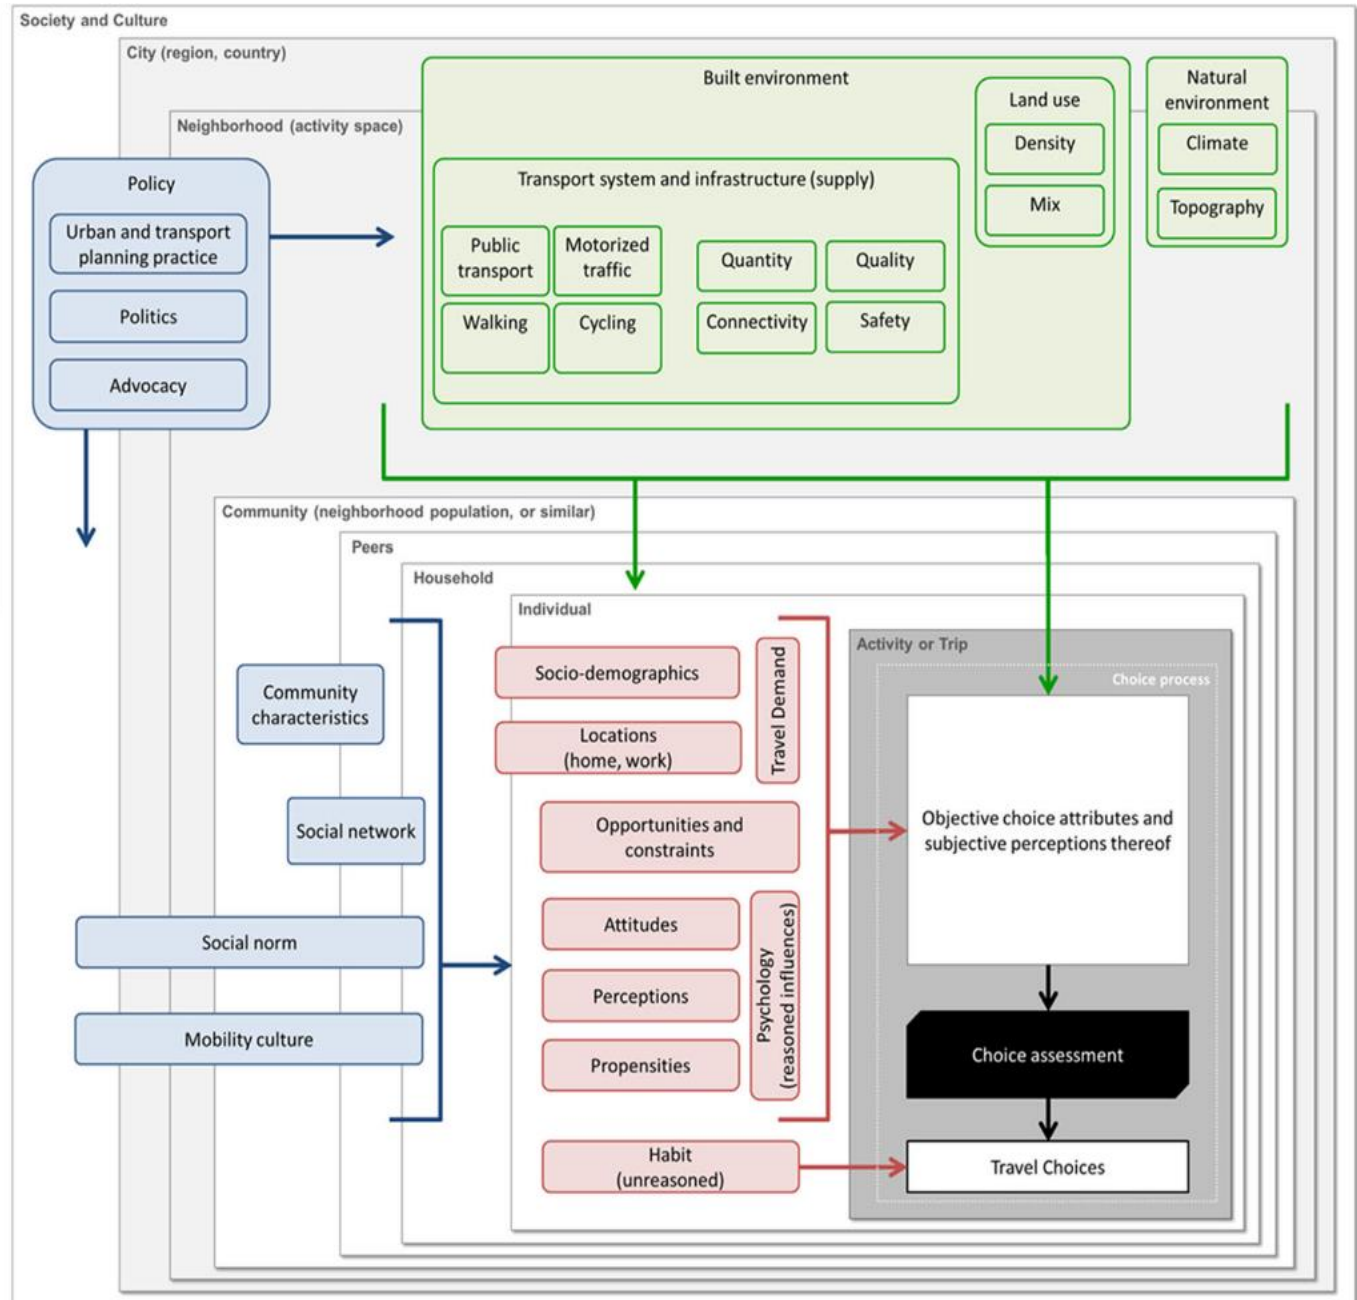 Society and Culture
City (region, country)
Built environment
Natural
environment
Land use
Density
Mix
Climate
Topography
Neighborhood (activity space)
Policy
Urban and transport
planning practice
Politics
Advocacy
Transport system and infrastructure (supply)
Public
transport
Motorized
traffic
Walking
Cycling
Quantity
Quality
Connectivity
Safety
Community (neighborhood population, or similar)
Peers
Household
Individual
Community
characteristics
Social network
Social norm
Mobility culture
Socio-demographics
Locations
(home, work)
Travel Demand
Opportunities and
constraints
Attitudes
Perceptions
Propensities
Psychology
(reasoned influences)
Habit
(unreasoned)
Activity or Trip
Choice process
Objective choice attributes and
subjective perceptions thereof
Choice assessment
Travel Choices